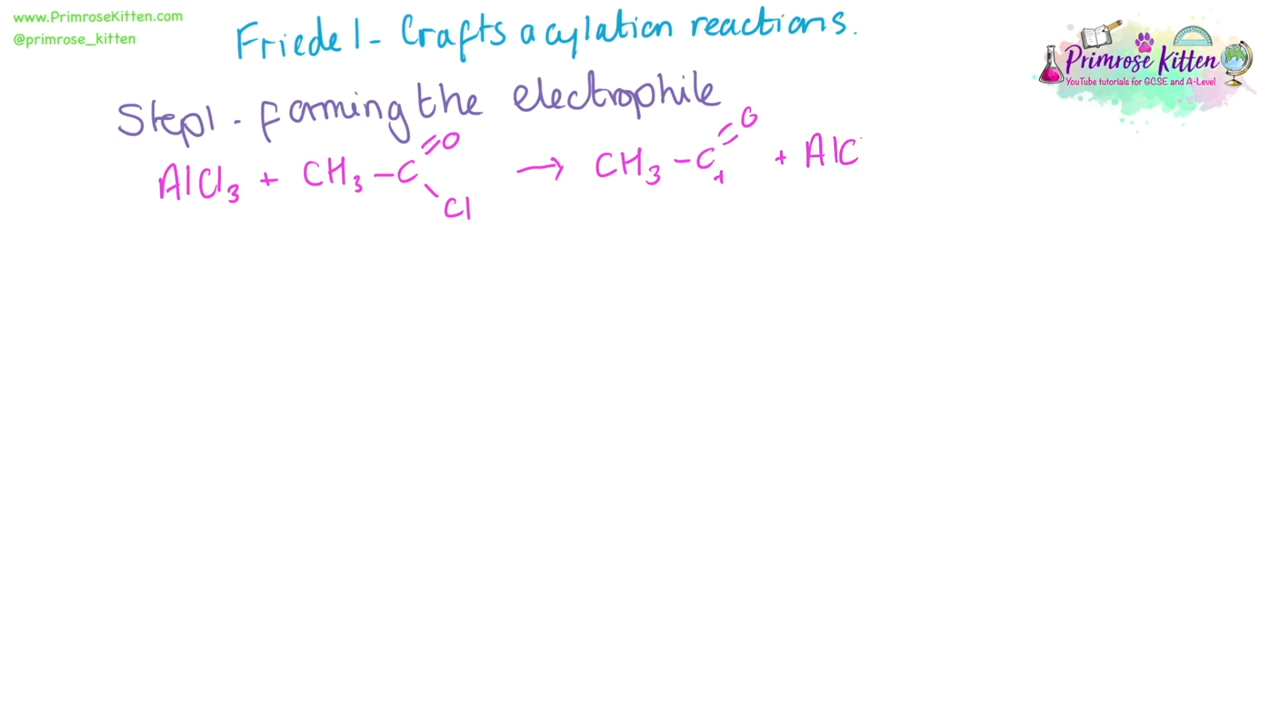 www.PrimroseKitten.com
@primrose_kitten
Friedel-Crafts acylation reactions.
Primrose Kitten
YouTube tutorials for GCSE and A-Level
Step1 - forming the electrophile
AlCl3 + CH3 - C =O Cl → CH3 - C+ =O + AlC